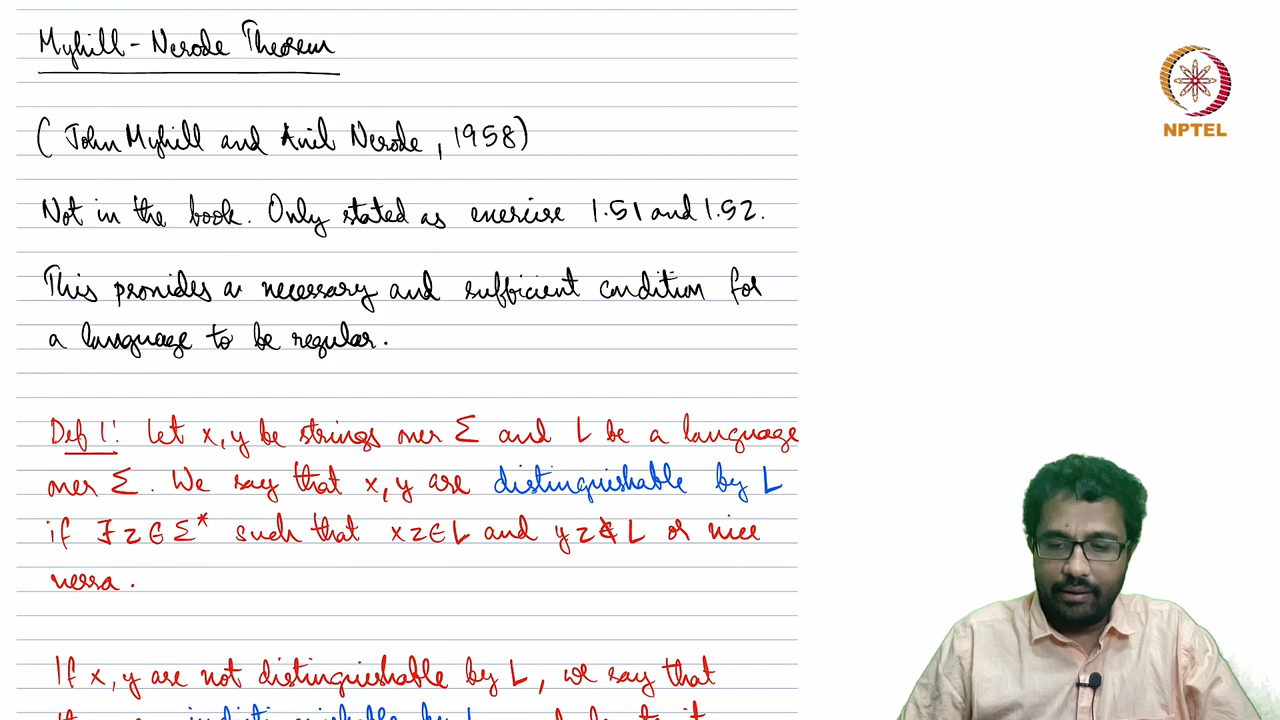 Myhill-Nerode Theorem
NPTEL
(John Myhill and Anil Nerode, 1958)
Not in the book. Only stated as exercise 1.51 and 1.52.
This provides a necessary and sufficient condition for
a language to be regular.
Def 1: Let x, y be strings over Σ and L be a language
over Σ. We say that x, y are distinguishable by L
if ∃ z ∈ Σ* such that xz ∈ L and yz ∉ L or vice
versa.
If x, y are not distinguishable by L, we say that
indistinguishable by L